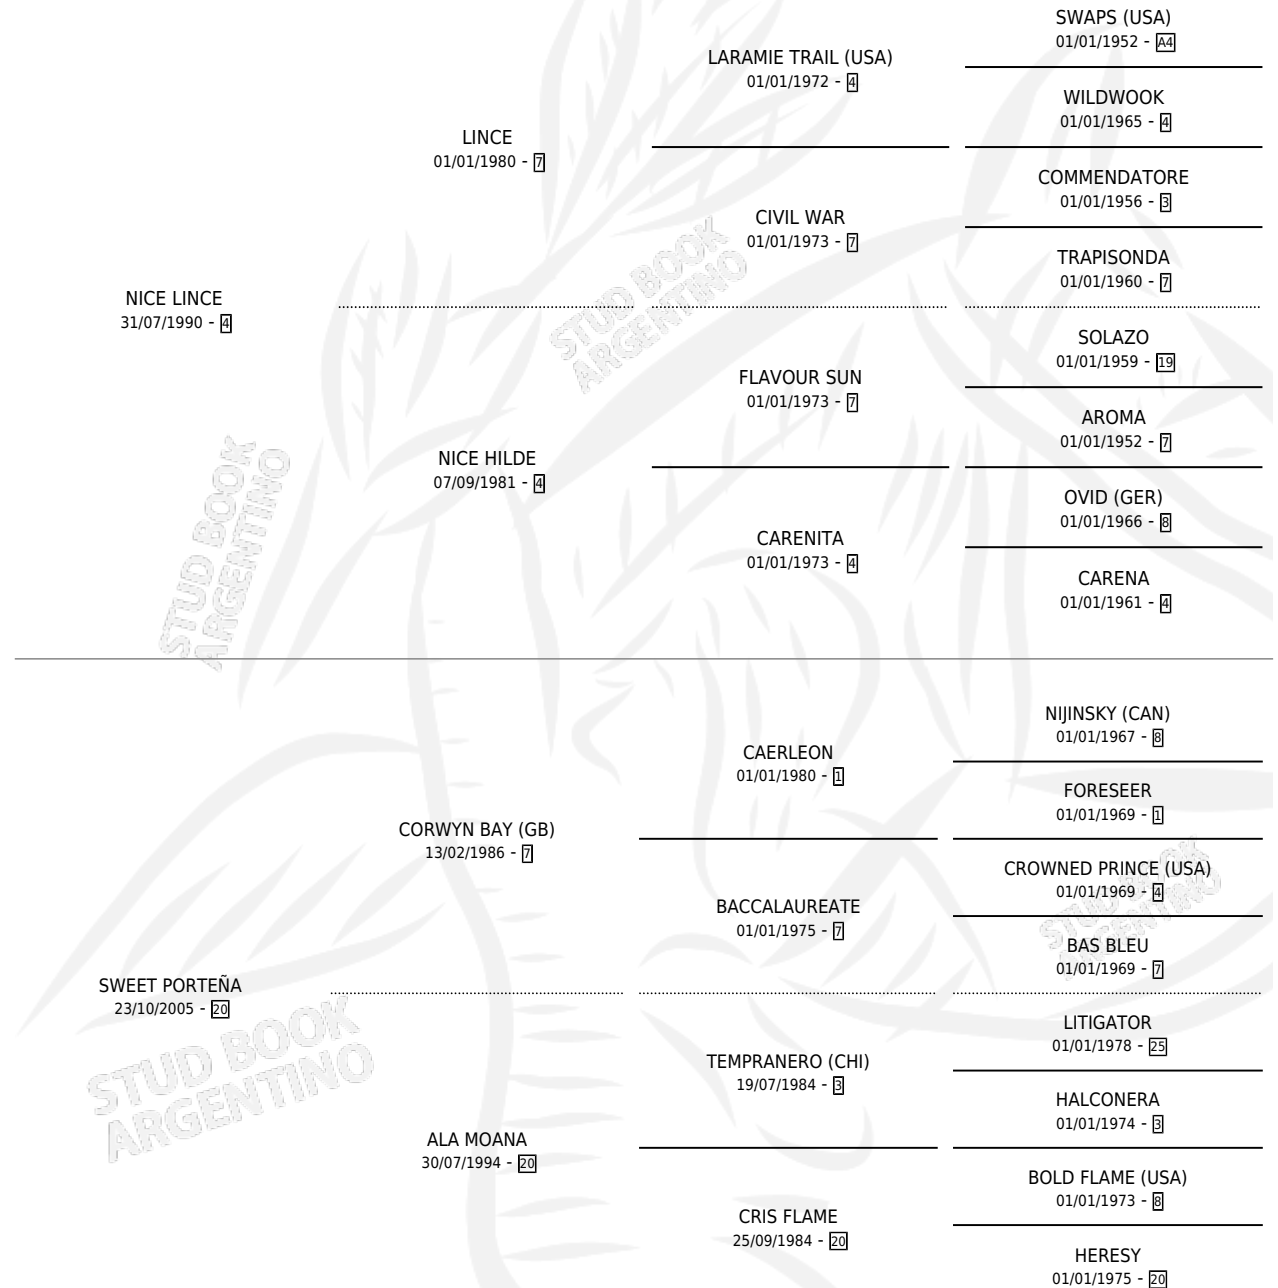 SWAPS (USA)
01/01/1952 - A4
LARAMIE TRAIL (USA)
01/01/1972 - 4
WILDWOOK
01/01/1965 - 4
LINCE
01/01/1980 - 7
COMMENDATORE
01/01/1956 - 3
CIVIL WAR
01/01/1973 - 7
TRAPISONDA
01/01/1960 - 7
NICE LINCE
31/07/1990 - 4
STUD BOOK
ARGENTINO
SOLAZO
01/01/1959 - 19
FLAVOUR SUN
01/01/1973 - 7
AROMA
01/01/1952 - 7
NICE HILDE
07/09/1981 - 4
OVID (GER)
01/01/1966 - 8
CARENITA
01/01/1973 - 4
CARENA
01/01/1961 - 4
STUD BOOK
ARGENTINO
NIJINSKY (CAN)
01/01/1967 - 8
CAERLEON
01/01/1980 - 1
FORESEER
01/01/1969 - 1
CORWYN BAY (GB)
13/02/1986 - 7
CROWNED PRINCE (USA)
01/01/1969 - 4
BACCALAUREATE
01/01/1975 - 7
STUD BOOK
ARGENTINO
BAS BLEU
01/01/1969 - 7
SWEET PORTEÑA
23/10/2005 - 20
LITIGATOR
01/01/1978 - 25
TEMPRANERO (CHI)
19/07/1984 - 3
STUD BOOK
ARGENTINO
HALCONERA
01/01/1974 - 3
ALA MOANA
30/07/1994 - 20
BOLD FLAME (USA)
01/01/1973 - 8
CRIS FLAME
25/09/1984 - 20
HERESY
01/01/1975 - 20